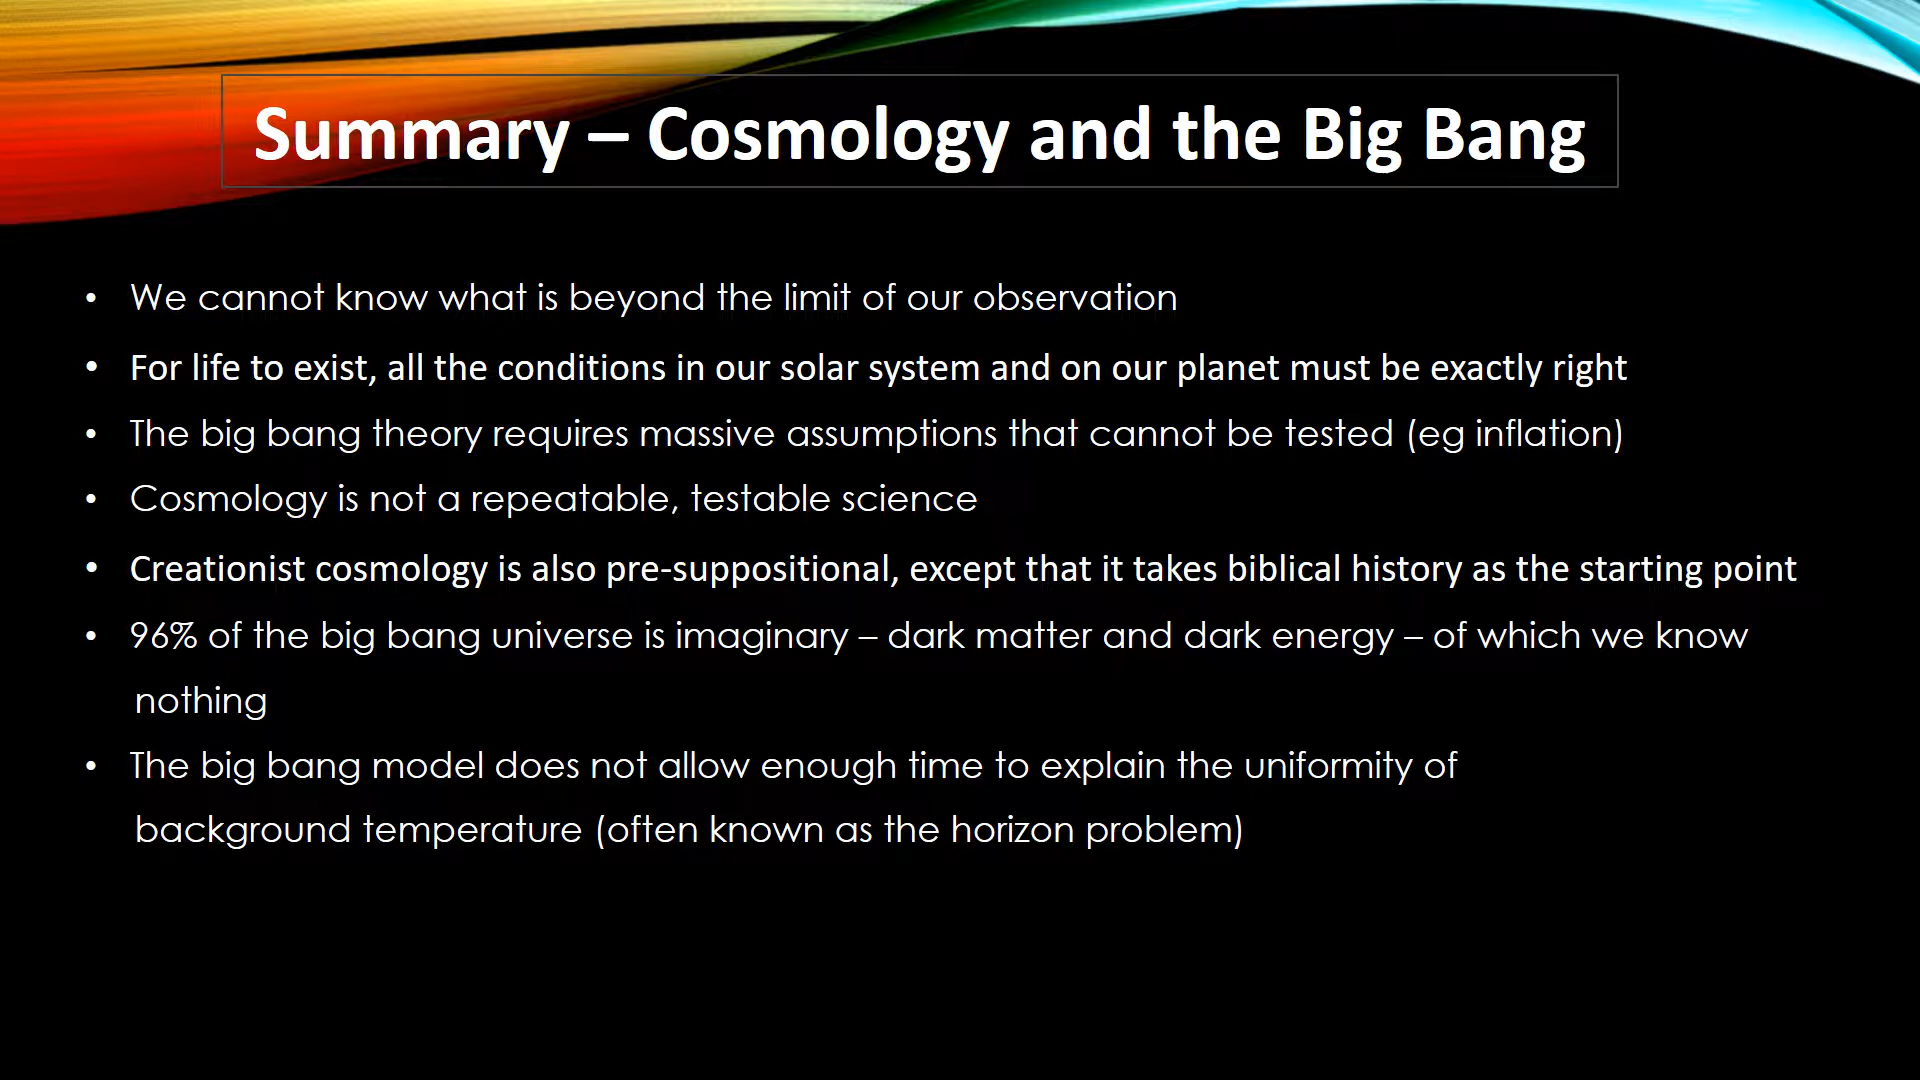 Summary – Cosmology and the Big Bang
• We cannot know what is beyond the limit of our observation
• For life to exist, all the conditions in our solar system and on our planet must be exactly right
• The big bang theory requires massive assumptions that cannot be tested (eg inflation)
• Cosmology is not a repeatable, testable science
• Creationist cosmology is also pre-suppositional, except that it takes biblical history as the starting point
• 96% of the big bang universe is imaginary – dark matter and dark energy – of which we know
nothing
• The big bang model does not allow enough time to explain the uniformity of
background temperature (often known as the horizon problem)